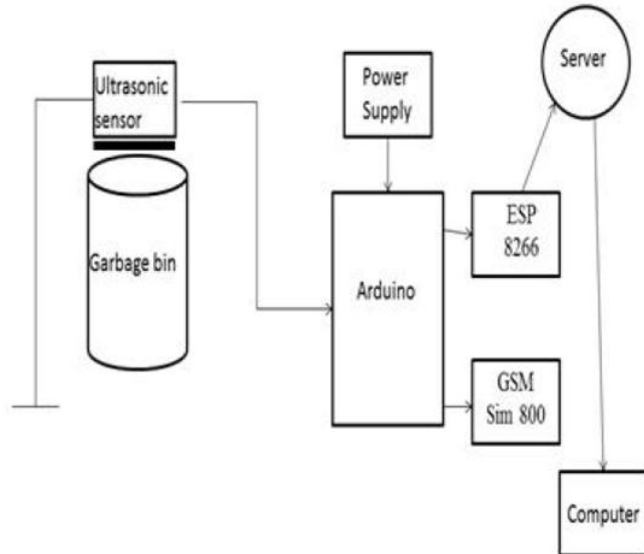 Ultrasonic
sensor
Garbage bin
Power
Supply
Arduino
ESP
8266
GSM
Sim 800
Server
Computer